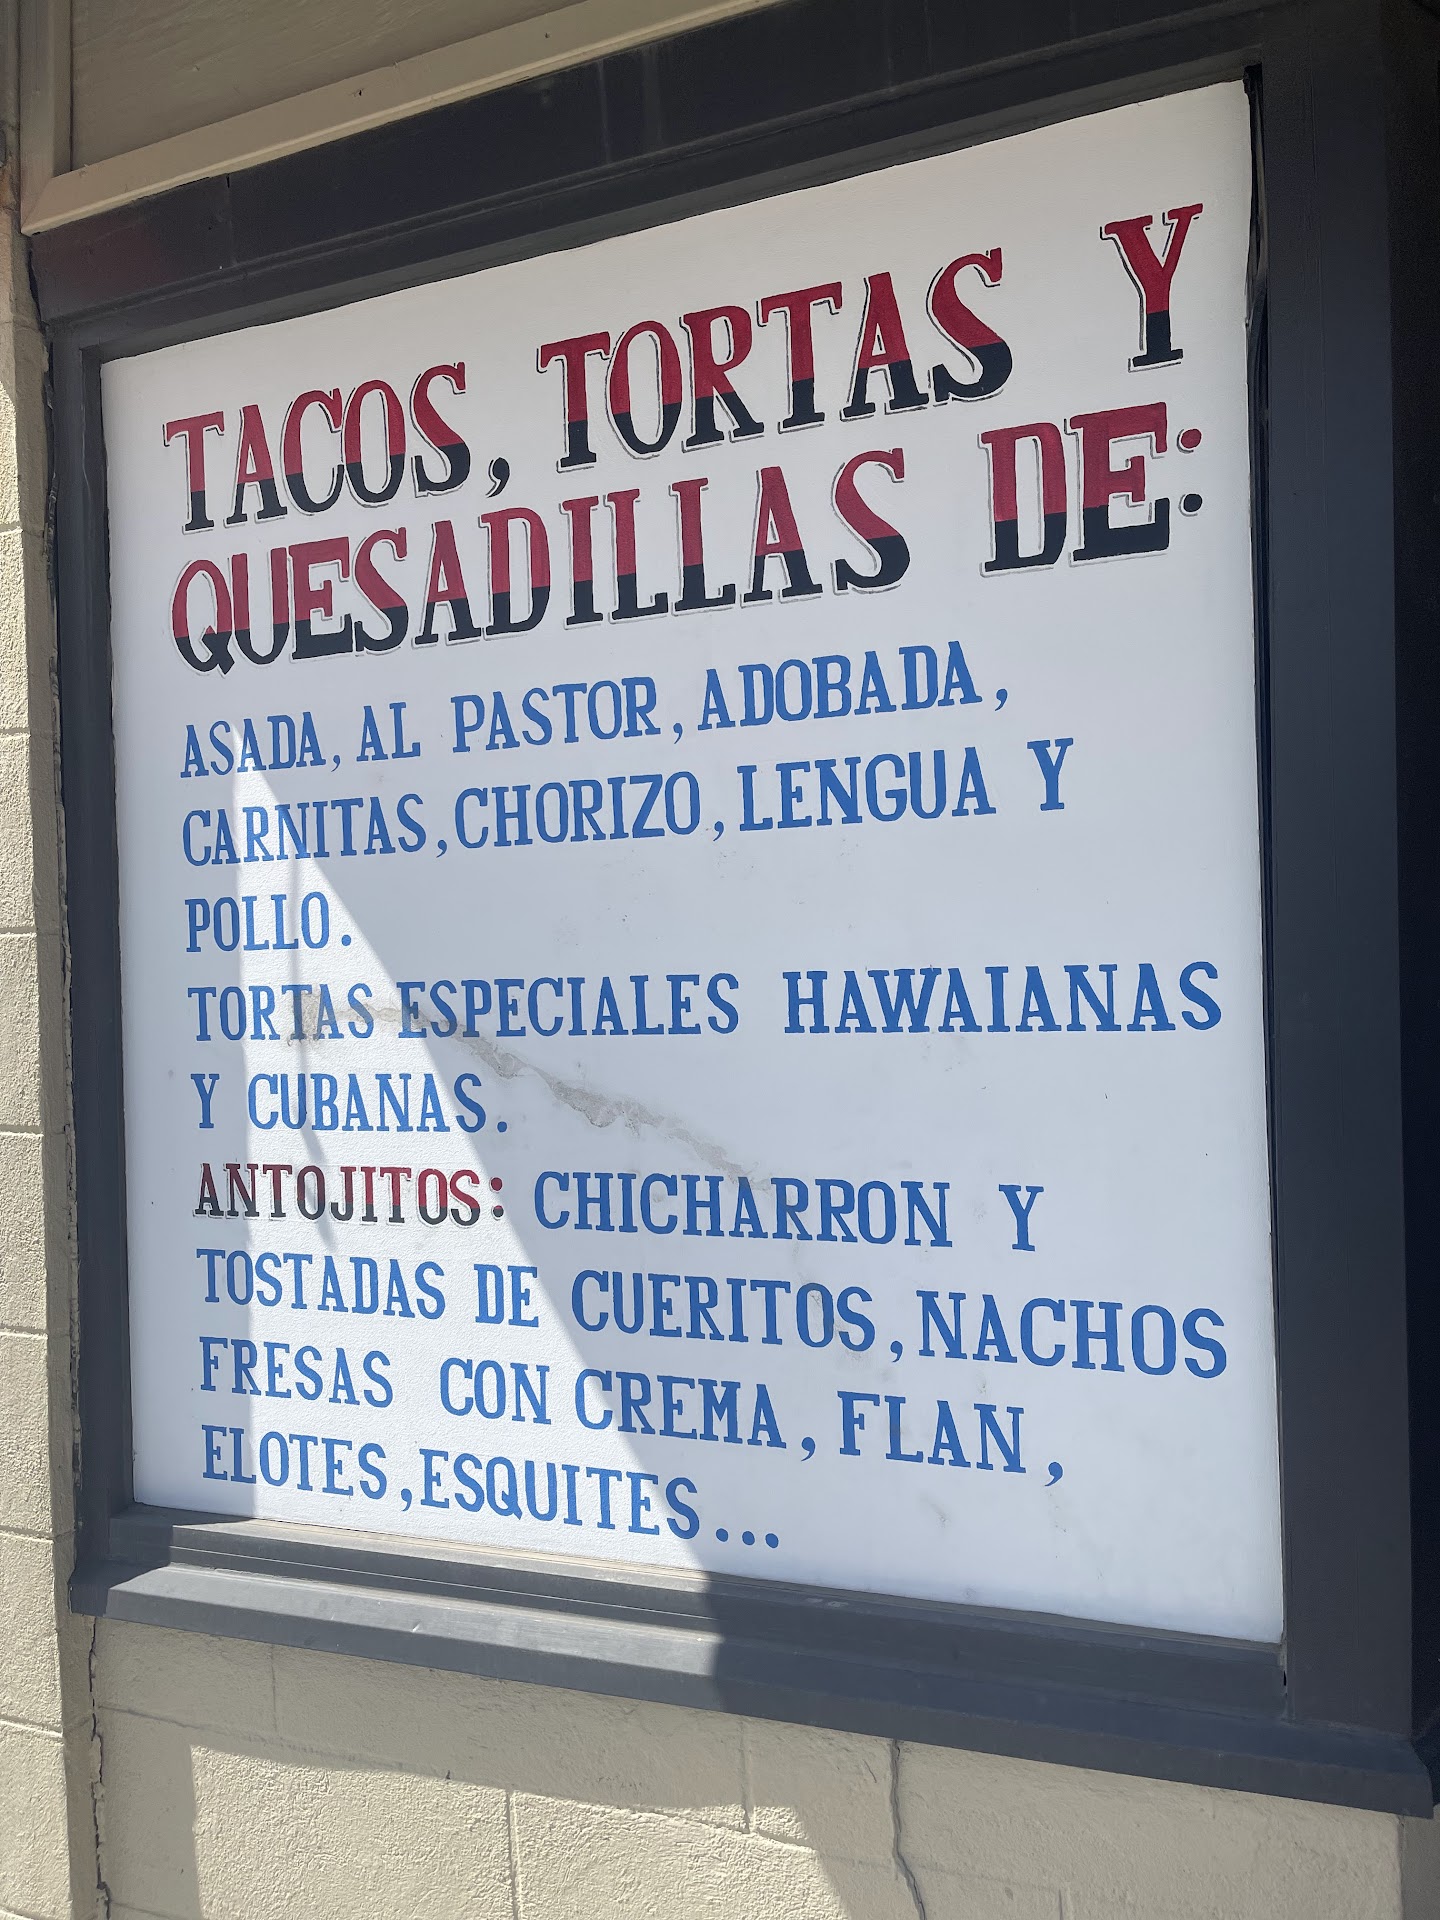 TACOS, TORTAS Y
QUESADILLAS DE:
ASADA, AL PASTOR, ADOBADA,
CARNITAS, CHORIZO, LENGUA Y
POLLO.
TORTAS ESPECIALES HAWAIANAS
Y CUBANAS.
ANTOJITOS: CHICHARRON Y
TOSTADAS DE CUERITOS, NACHOS
FRESAS CON CREMA, FLAN,
ELOTES, ESQUITES...